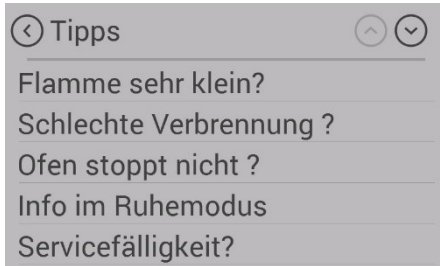 Tipps
Flamme sehr klein?
Schlechte Verbrennung ?
Ofen stoppt nicht ?
Info im Ruhemodus
Servicefälligkeit?